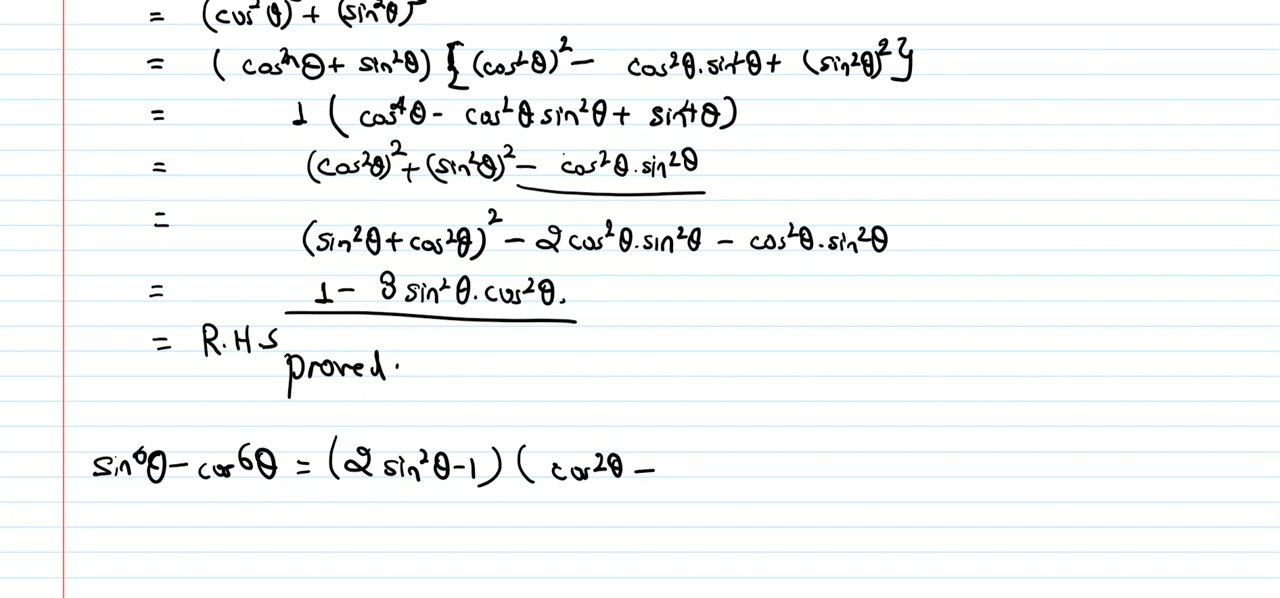 = (cos²θ) + (sin²θ)
= (cos²θ + sin²θ) [(cos²θ)² - cos²θ.sin²θ + (sin²θ)²}
= 1 (cos⁴θ - cos²θ sin²θ + sin4θ)
= (cos²θ)² + (sin²θ)² - cos²θ.sin²θ
= (sin²θ + cos²θ)² - 2cos²θ.sin²θ - cos²θ.sin²θ
= 1 - 3 sin²θ.cos²θ.
= R.H.S
proved.
sin⁶θ - cos⁶θ = (2 sin²θ - 1) ( cos²θ -